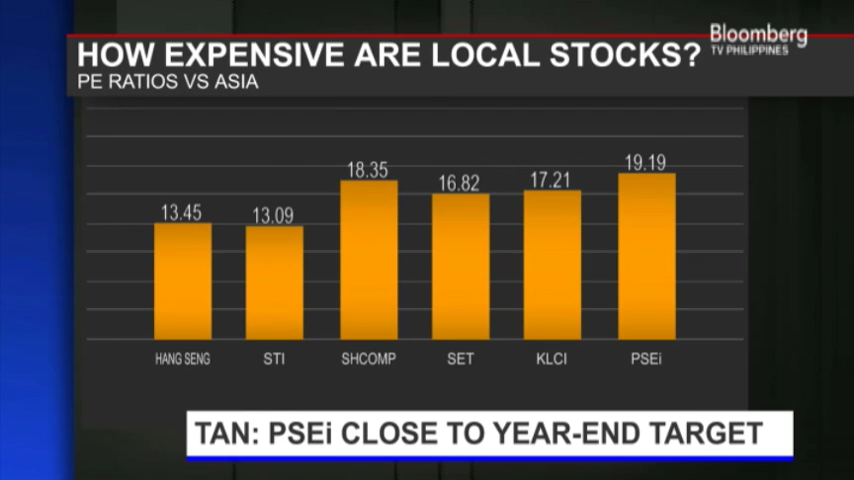 Bloomberg
TV PHILIPPINES
HOW EXPENSIVE ARE LOCAL STOCKS?
PE RATIOS VS ASIA
13.45 13.09 18.35 16.82 17.21 19.19
HANG SENG STI SHCOMP SET KLCI PSEi
TAN: PSEi CLOSE TO YEAR-END TARGET